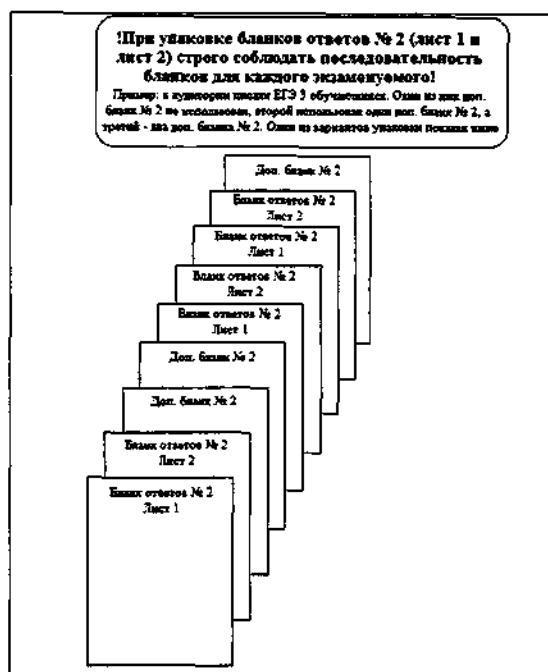 !При упаковке бланков ответов № 2 (лист 1 и
лист 2) строго соблюдать последовательность
бланков для каждого экзаменуемого!
Пример: в аудитории писали ЕГЭ 3 обучающихся. Один из них доп.
бланк № 2 не использовал, второй использовал один доп. бланк № 2, а
третий - два доп. бланка № 2. Один из вариантов упаковки показан ниже
Доп. бланк № 2
Бланк ответов № 2
Лист 2
Бланк ответов № 2
Лист 1
Бланк ответов № 2
Лист 2
Бланк ответов № 2
Лист 1
Доп. бланк № 2
Доп. бланк № 2
Бланк ответов № 2
Лист 2
Бланк ответов № 2
Лист 1